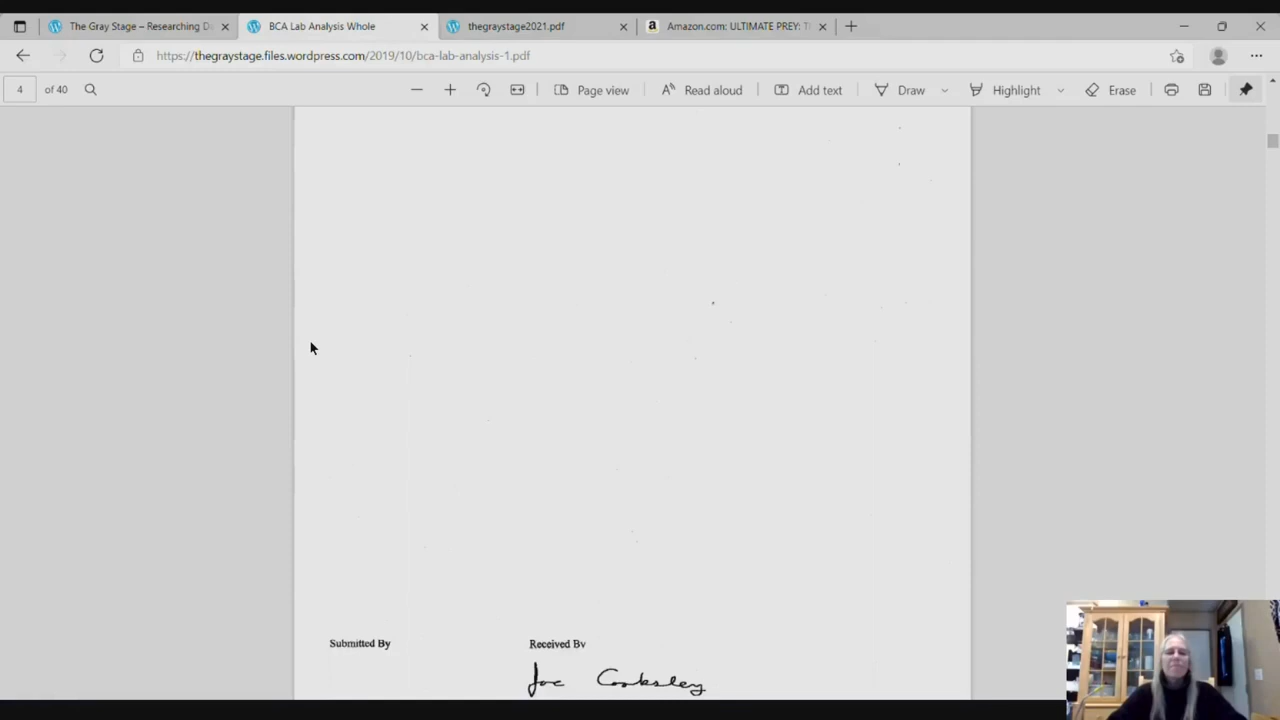 The Gray Stage – Researching D
BCA Lab Analysis Whole
thegraystage2021.pdf
Amazon.com: ULTIMATE PREY: T
https://thegraystage.files.wordpress.com/2019/10/bca-lab-analysis-1.pdf
4 of 40
Page view
Read aloud
Add text
Draw
Highlight
Erase
Submitted By
Received By
Joe Cooksley